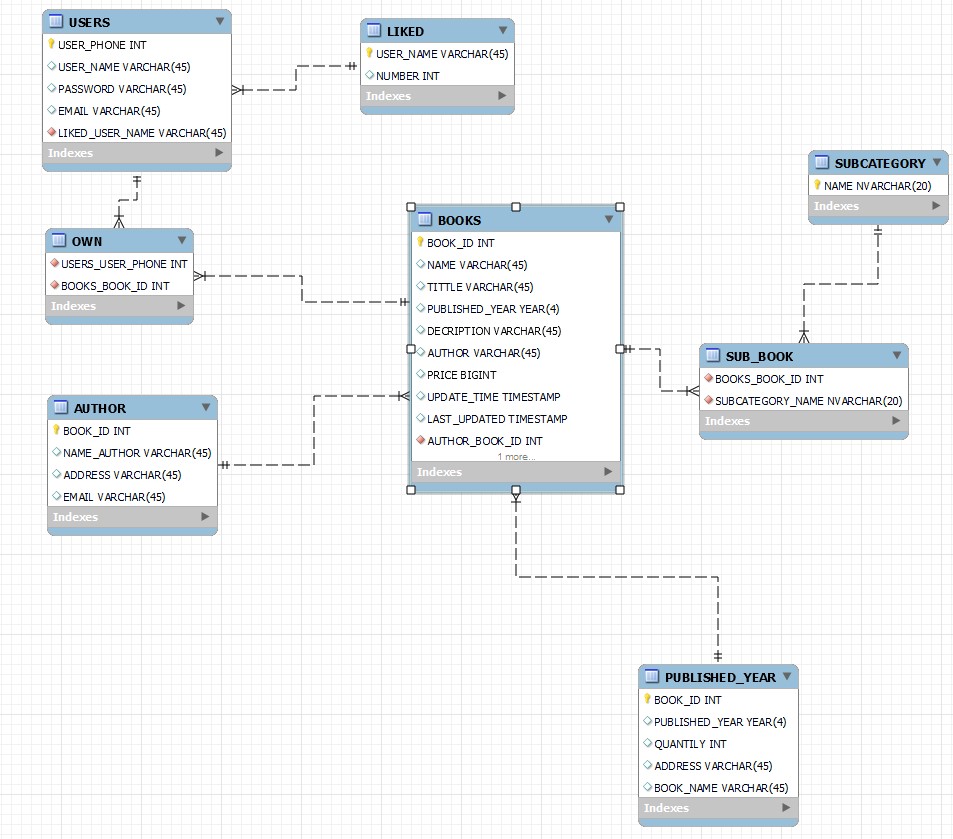 USERS
USER_PHONE INT
USER_NAME VARCHAR(45)
PASSWORD VARCHAR(45)
EMAIL VARCHAR(45)
LIKED_USER_NAME VARCHAR(45)
Indexes
LIKED
USER_NAME VARCHAR(45)
NUMBER INT
Indexes
SUBCATEGORY
NAME NVARCHAR(20)
Indexes
OWN
USERS_USER_PHONE INT
BOOKS_BOOK_ID INT
Indexes
BOOKS
BOOK_ID INT
NAME VARCHAR(45)
TITTLE VARCHAR(45)
PUBLISHED_YEAR YEAR(4)
DECRIPTION VARCHAR(45)
AUTHOR VARCHAR(45)
PRICE BIGINT
UPDATE_TIME TIMESTAMP
LAST_UPDATED TIMESTAMP
AUTHOR_BOOK_ID INT
1 more...
Indexes
SUB_BOOK
BOOKS_BOOK_ID INT
SUBCATEGORY_NAME NVARCHAR(20)
Indexes
AUTHOR
BOOK_ID INT
NAME_AUTHOR VARCHAR(45)
ADDRESS VARCHAR(45)
EMAIL VARCHAR(45)
Indexes
PUBLISHED_YEAR
BOOK_ID INT
PUBLISHED_YEAR YEAR(4)
QUANTILY INT
ADDRESS VARCHAR(45)
BOOK_NAME VARCHAR(45)
Indexes